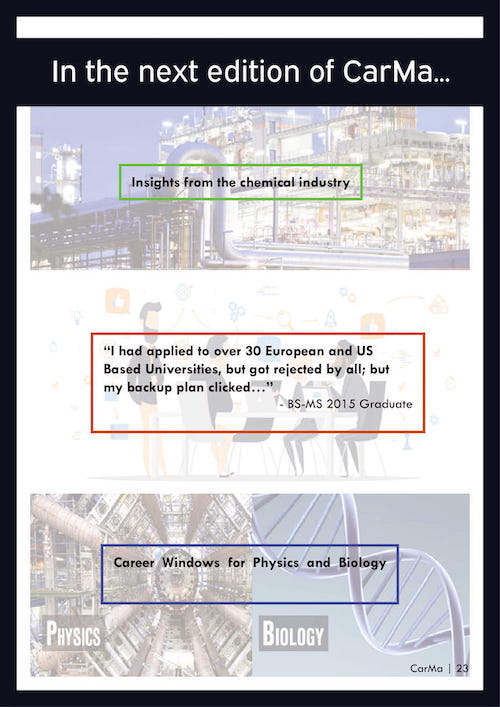 In the next edition of CarMa...
Insights from the chemical industry
“I had applied to over 30 European and US
Based Universities, but got rejected by all; but
my backup plan clicked...”
- BS-MS 2015 Graduate
Career Windows for Physics and Biology
PHYSICS
BIOLOGY
CarMa | 23